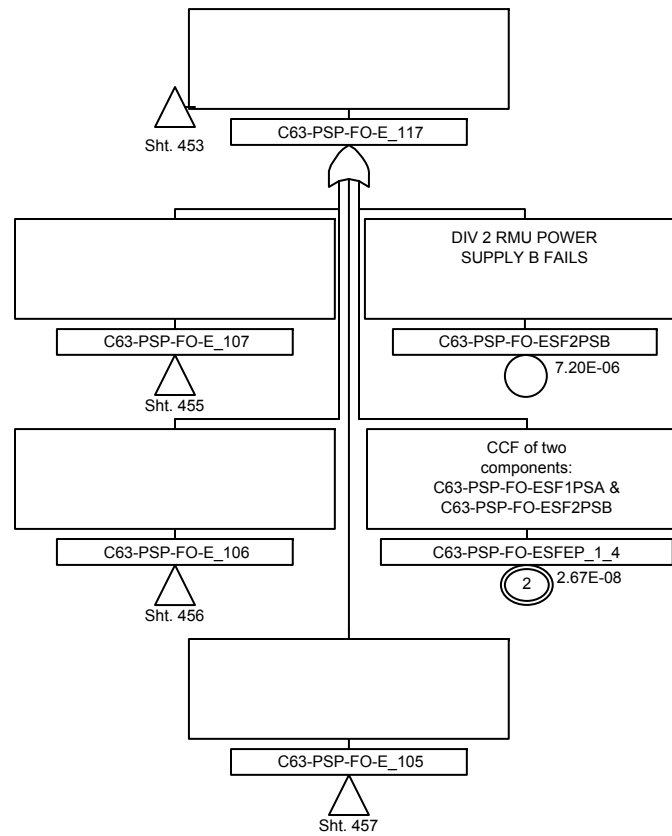 Sht. 453
C63-PSP-FO-E_117
DIV 2 RMU POWER
SUPPLY B FAILS
C63-PSP-FO-E_107
C63-PSP-FO-ESF2PSB
Sht. 455
7.20E-06
CCF of two
components:
C63-PSP-FO-ESF1PSA &
C63-PSP-FO-ESF2PSB
C63-PSP-FO-E_106
C63-PSP-FO-ESFEP_1_4
Sht. 456
2
2.67E-08
C63-PSP-FO-E_105
Sht. 457